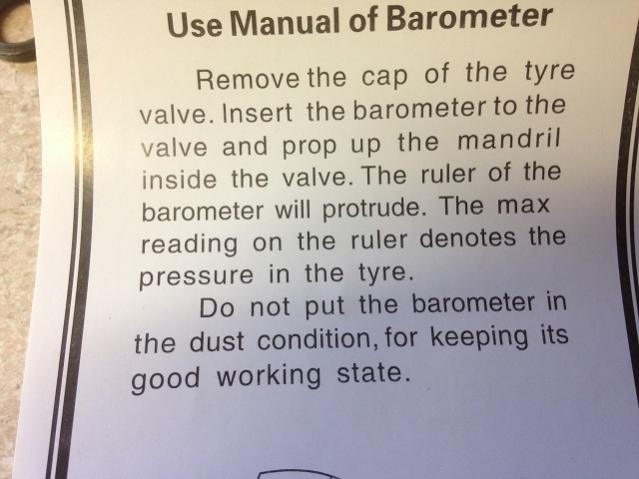 Use Manual of Barometer
Remove the cap of the tyre
valve. Insert the barometer to the
valve and prop up the mandril
inside the valve. The ruler of the
barometer will protrude. The max
reading on the ruler denotes the
pressure in the tyre.
Do not put the barometer in
the dust condition, for keeping its
good working state.